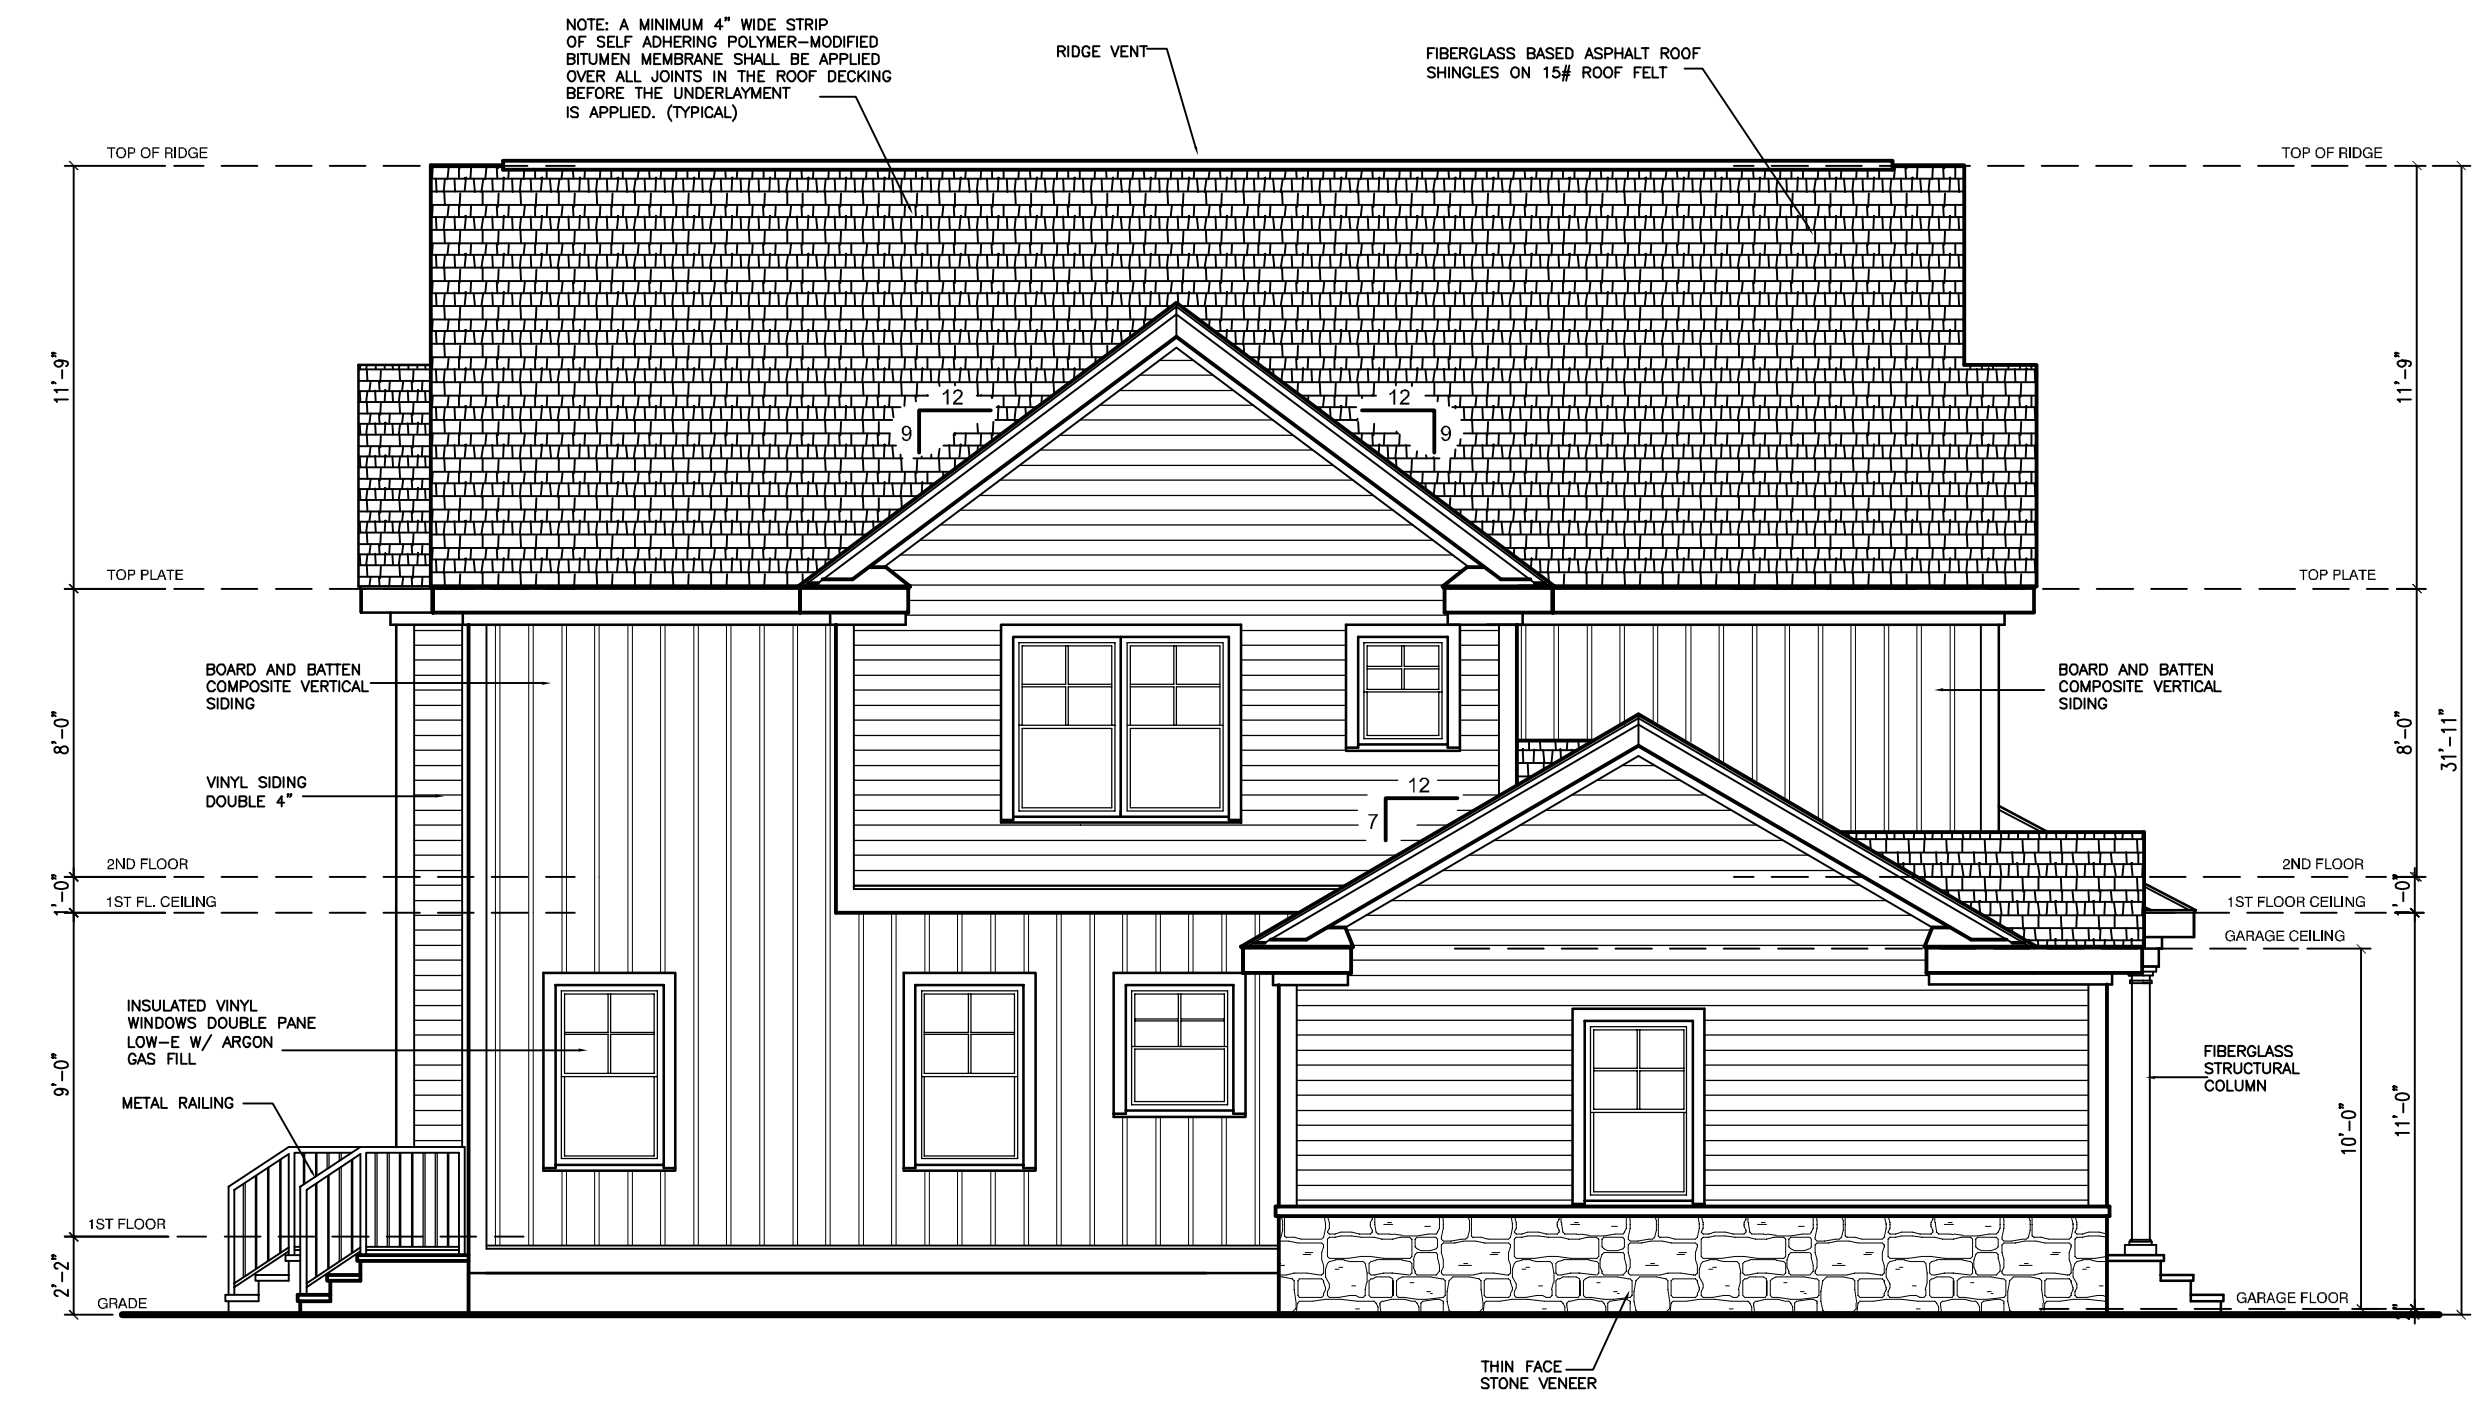 NOTE: A MINIMUM 4" WIDE STRIP
OF SELF ADHERING POLYMER-MODIFIED
BITUMEN MEMBRANE SHALL BE APPLIED
OVER ALL JOINTS IN THE ROOF DECKING
BEFORE THE UNDERLAYMENT
IS APPLIED. (TYPICAL)
RIDGE VENT
FIBERGLASS BASED ASPHALT ROOF
SHINGLES ON 15# ROOF FELT
TOP OF RIDGE
TOP OF RIDGE
11'-9"
12
9
12
9
11'-9"
TOP PLATE
TOP PLATE
BOARD AND BATTEN
COMPOSITE VERTICAL
SIDING
BOARD AND BATTEN
COMPOSITE VERTICAL
SIDING
8'-0"
8'-0"
31'-11"
VINYL SIDING
DOUBLE 4"
12
7
2ND FLOOR
2ND FLOOR
1'-0"
1'-0"
1ST FL. CEILING
1ST FLOOR CEILING
GARAGE CEILING
INSULATED VINYL
WINDOWS DOUBLE PANE
LOW-E W/ ARGON
GAS FILL
9'-0"
FIBERGLASS
STRUCTURAL
COLUMN
METAL RAILING
10'-0"
11'-0"
1ST FLOOR
2'-2"
GRADE
GARAGE FLOOR
THIN FACE
STONE VENEER